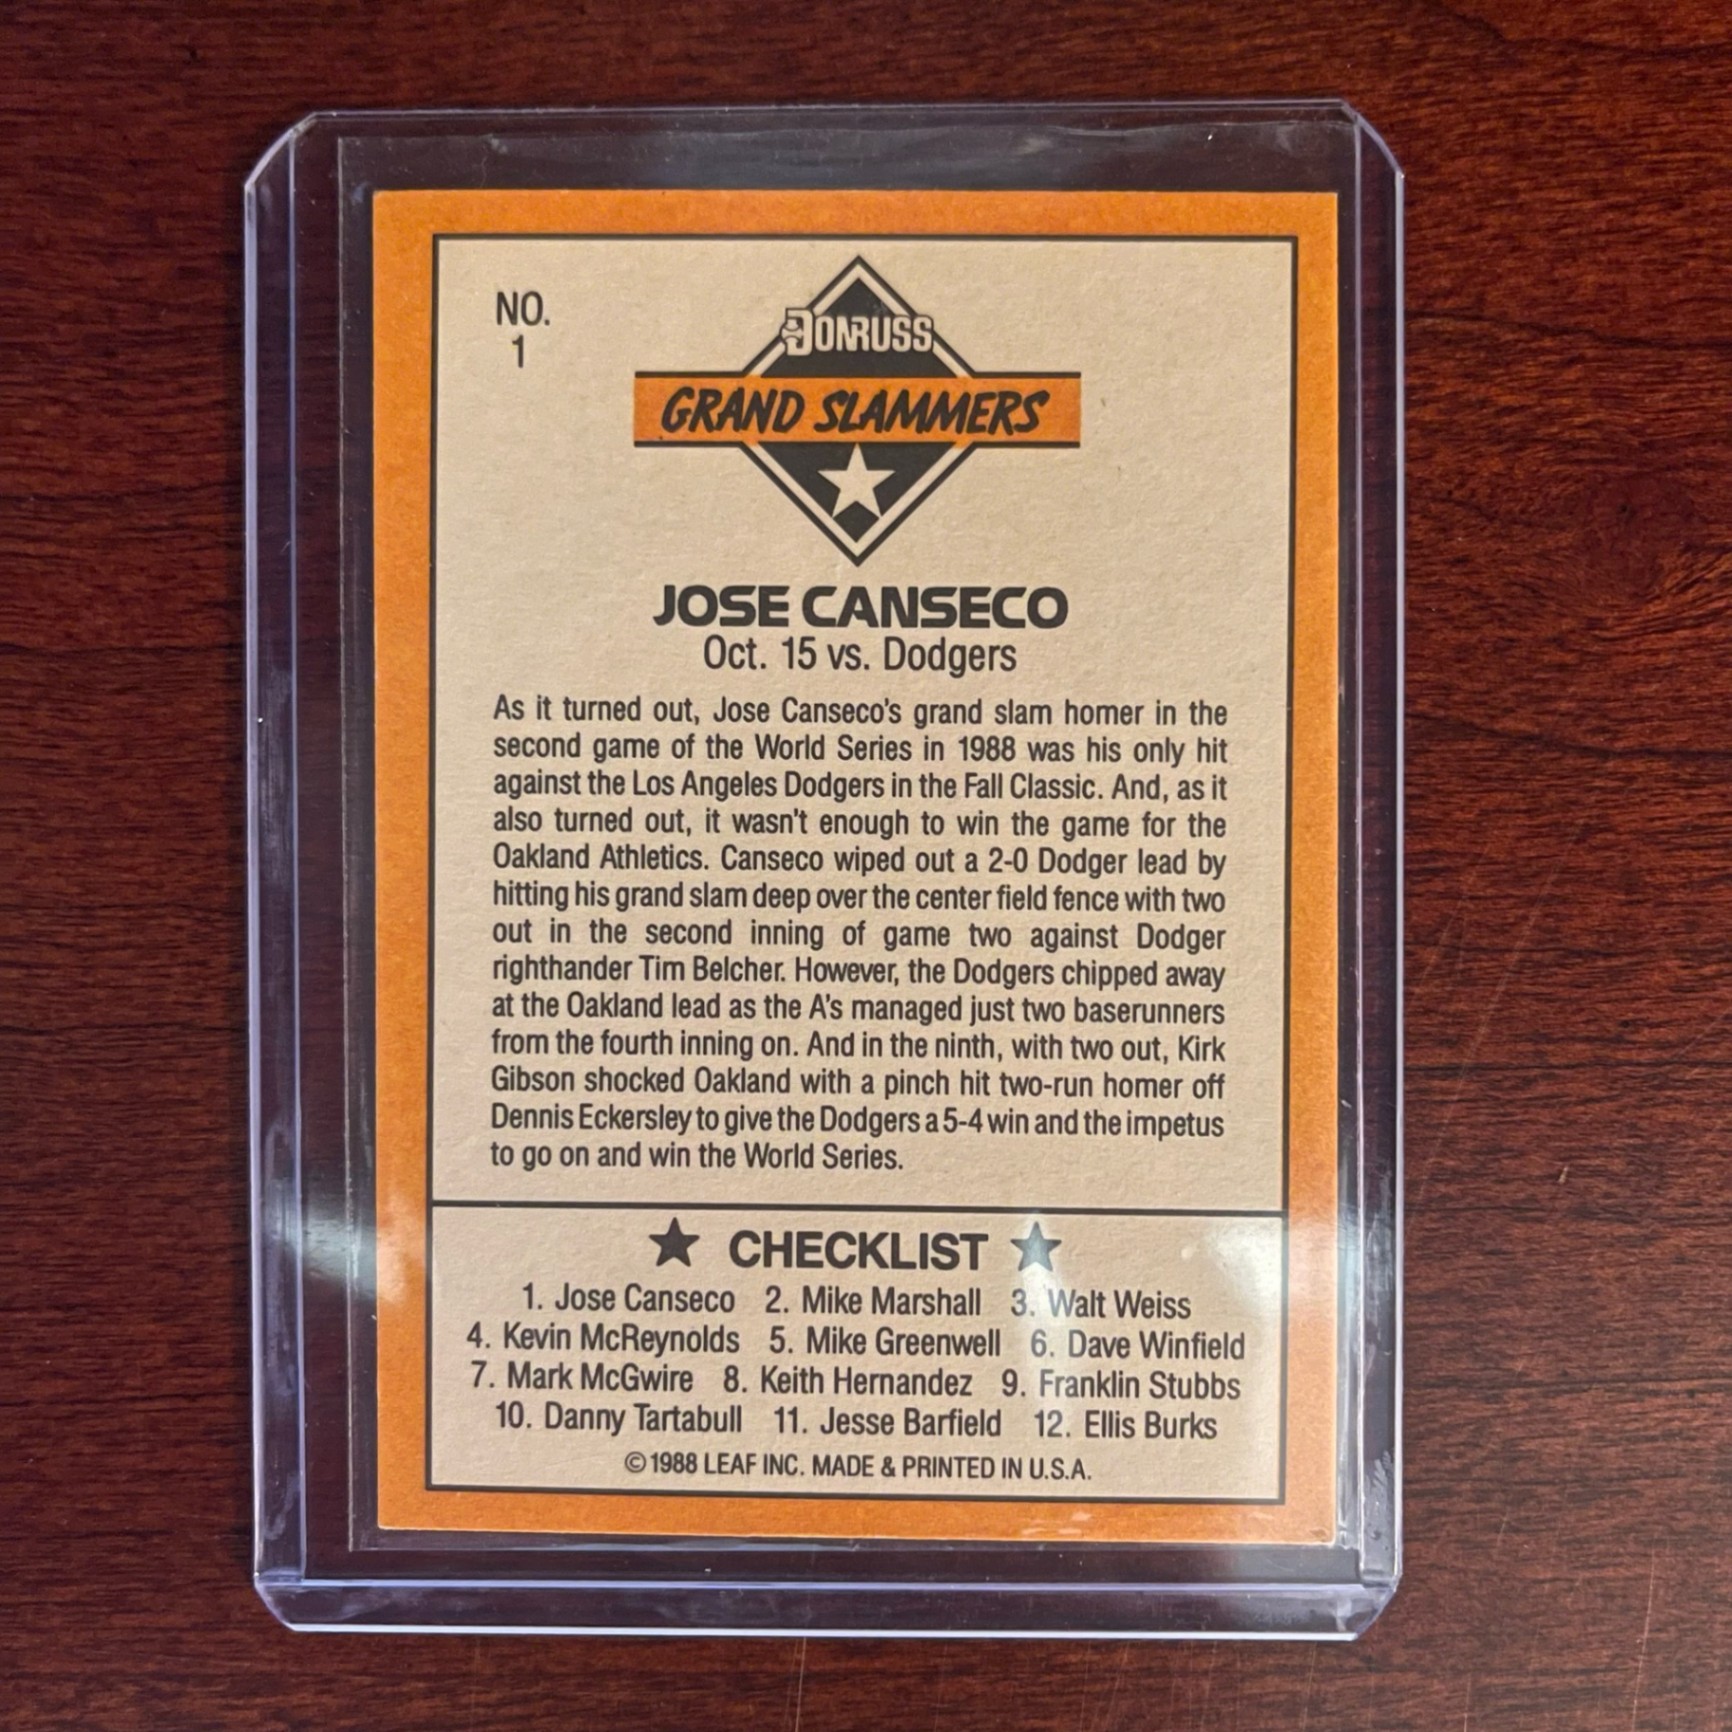 NO.
1
DONRUSS
GRAND SLAMMERS
JOSE CANSECO
Oct. 15 vs. Dodgers
As it turned out, Jose Canseco's grand slam homer in the
second game of the World Series in 1988 was his only hit
against the Los Angeles Dodgers in the Fall Classic. And, as it
also turned out, it wasn't enough to win the game for the
Oakland Athletics. Canseco wiped out a 2-0 Dodger lead by
hitting his grand slam deep over the center field fence with two
out in the second inning of game two against Dodger
righthander Tim Belcher. However, the Dodgers chipped away
at the Oakland lead as the A's managed just two baserunners
from the fourth inning on. And in the ninth, with two out, Kirk
Gibson shocked Oakland with a pinch hit two-run homer off
Dennis Eckersley to give the Dodgers a 5-4 win and the impetus
to go on and win the World Series.
★ CHECKLIST ★
1. Jose Canseco 2. Mike Marshall 3. Walt Weiss
4. Kevin McReynolds 5. Mike Greenwell 6. Dave Winfield
7. Mark McGwire 8. Keith Hernandez 9. Franklin Stubbs
10. Danny Tartabull 11. Jesse Barfield 12. Ellis Burks
©1988 LEAF INC. MADE & PRINTED IN U.S.A.